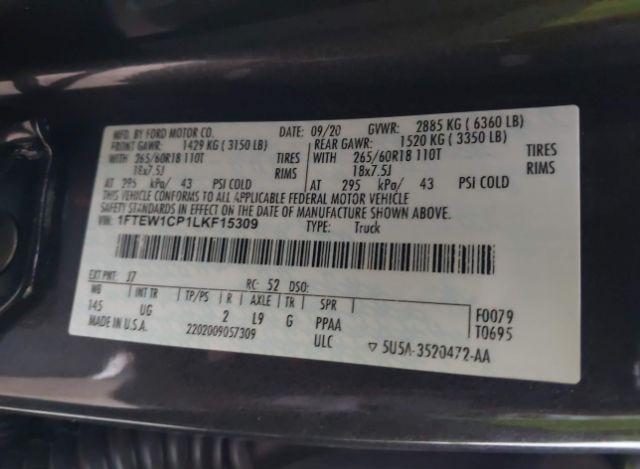 MFD. BY FORD MOTOR CO. DATE: 09/20 GVWR: 2885 KG ( 6360 LB)
FRONT GAWR: 1429 KG ( 3150 LB) REAR GAWR: 1520 KG ( 3350 LB)
WITH 265/60R18 110T TIRES WITH 265/60R18 110T TIRES
18x7.5J RIMS 18x7.5J RIMS
AT 295 kPa/ 43 PSI COLD AT 295 kPa/ 43 PSI COLD
THIS VEHICLE CONFORMS TO ALL APPLICABLE FEDERAL MOTOR VEHICLE
SAFETY STANDARDS IN EFFECT ON THE DATE OF MANUFACTURE SHOWN ABOVE.
VIN: 1FTEW1CP1LKF15309 TYPE: Truck
EXT PNT: J7 RC: 52 DSO:
WB INT TR TP/PS R AXLE TR SPR
145 UG 2 L9 G PPAA F0079
MADE IN U.S.A. 2202009057309 ULC T0695
▽ 5U5A-3520472-AA